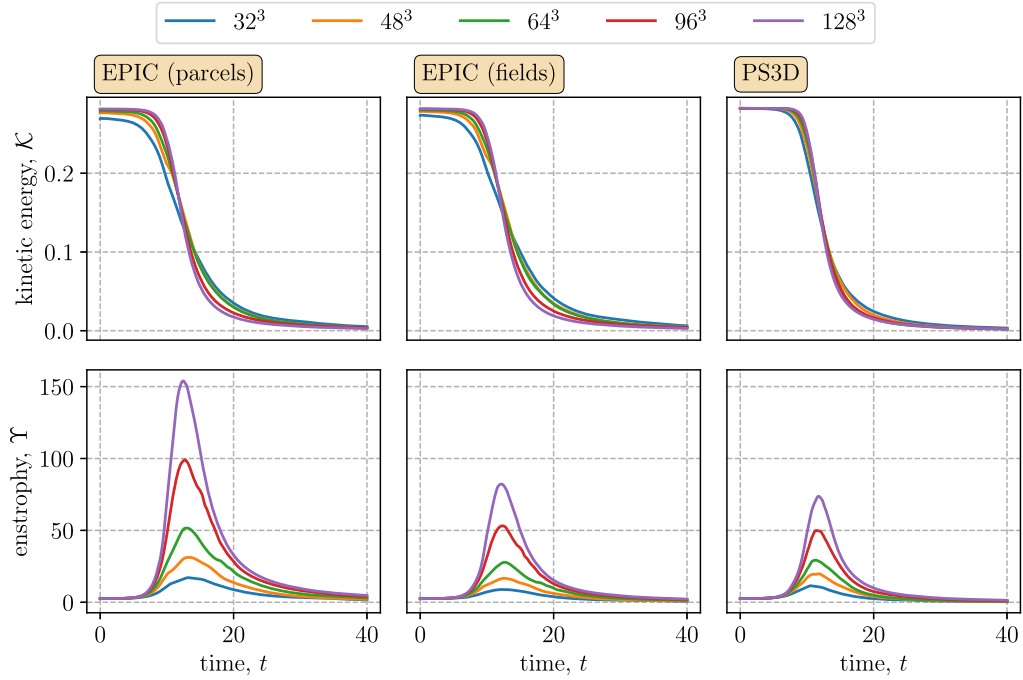 32³ 48³ 64³ 96³ 128³
EPIC (parcels) EPIC (fields) PS3D
kinetic energy, 𝒦
0.2
0.1
0.0
enstrophy, ϒ
150
100
50
0
0 20 40 0 20 40 0 20 40
time, t time, t time, t